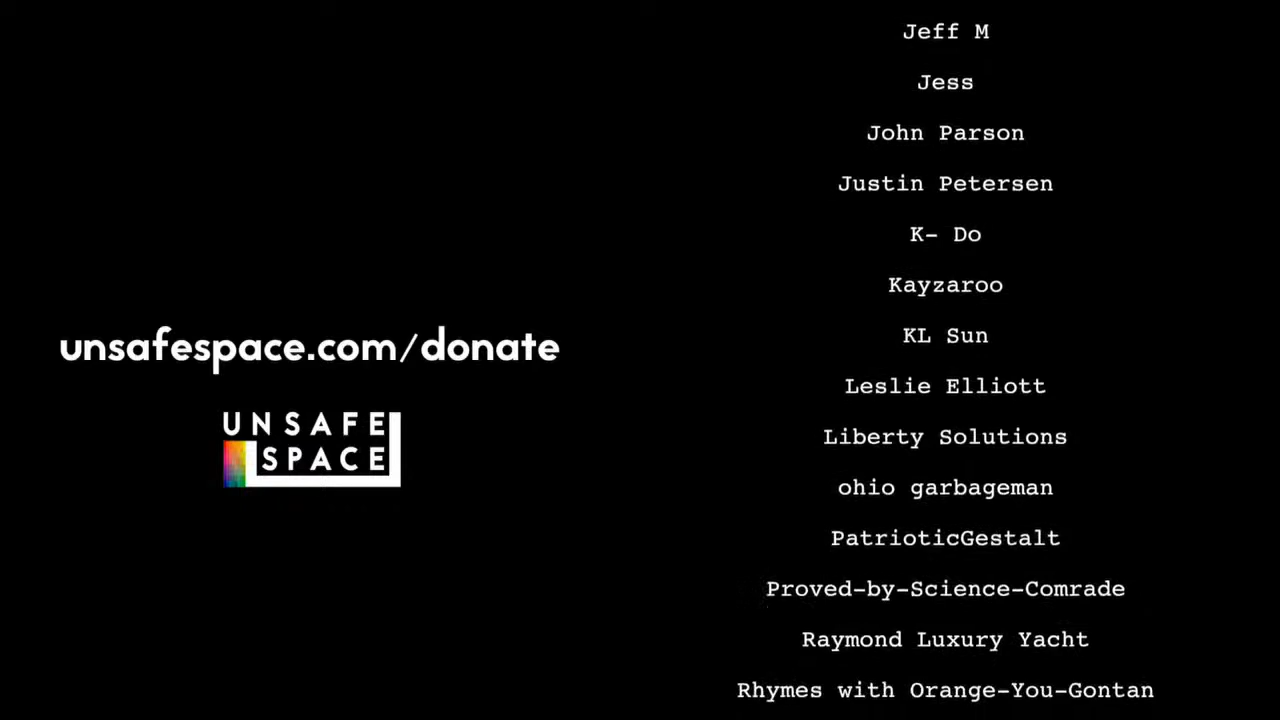 unsafespace.com/donate
UNSAFE
SPACE
Jeff M
Jess
John Parson
Justin Petersen
K- Do
Kayzaroo
KL Sun
Leslie Elliott
Liberty Solutions
ohio garbageman
PatrioticGestalt
Proved-by-Science-Comrade
Raymond Luxury Yacht
Rhymes with Orange-You-Gontan